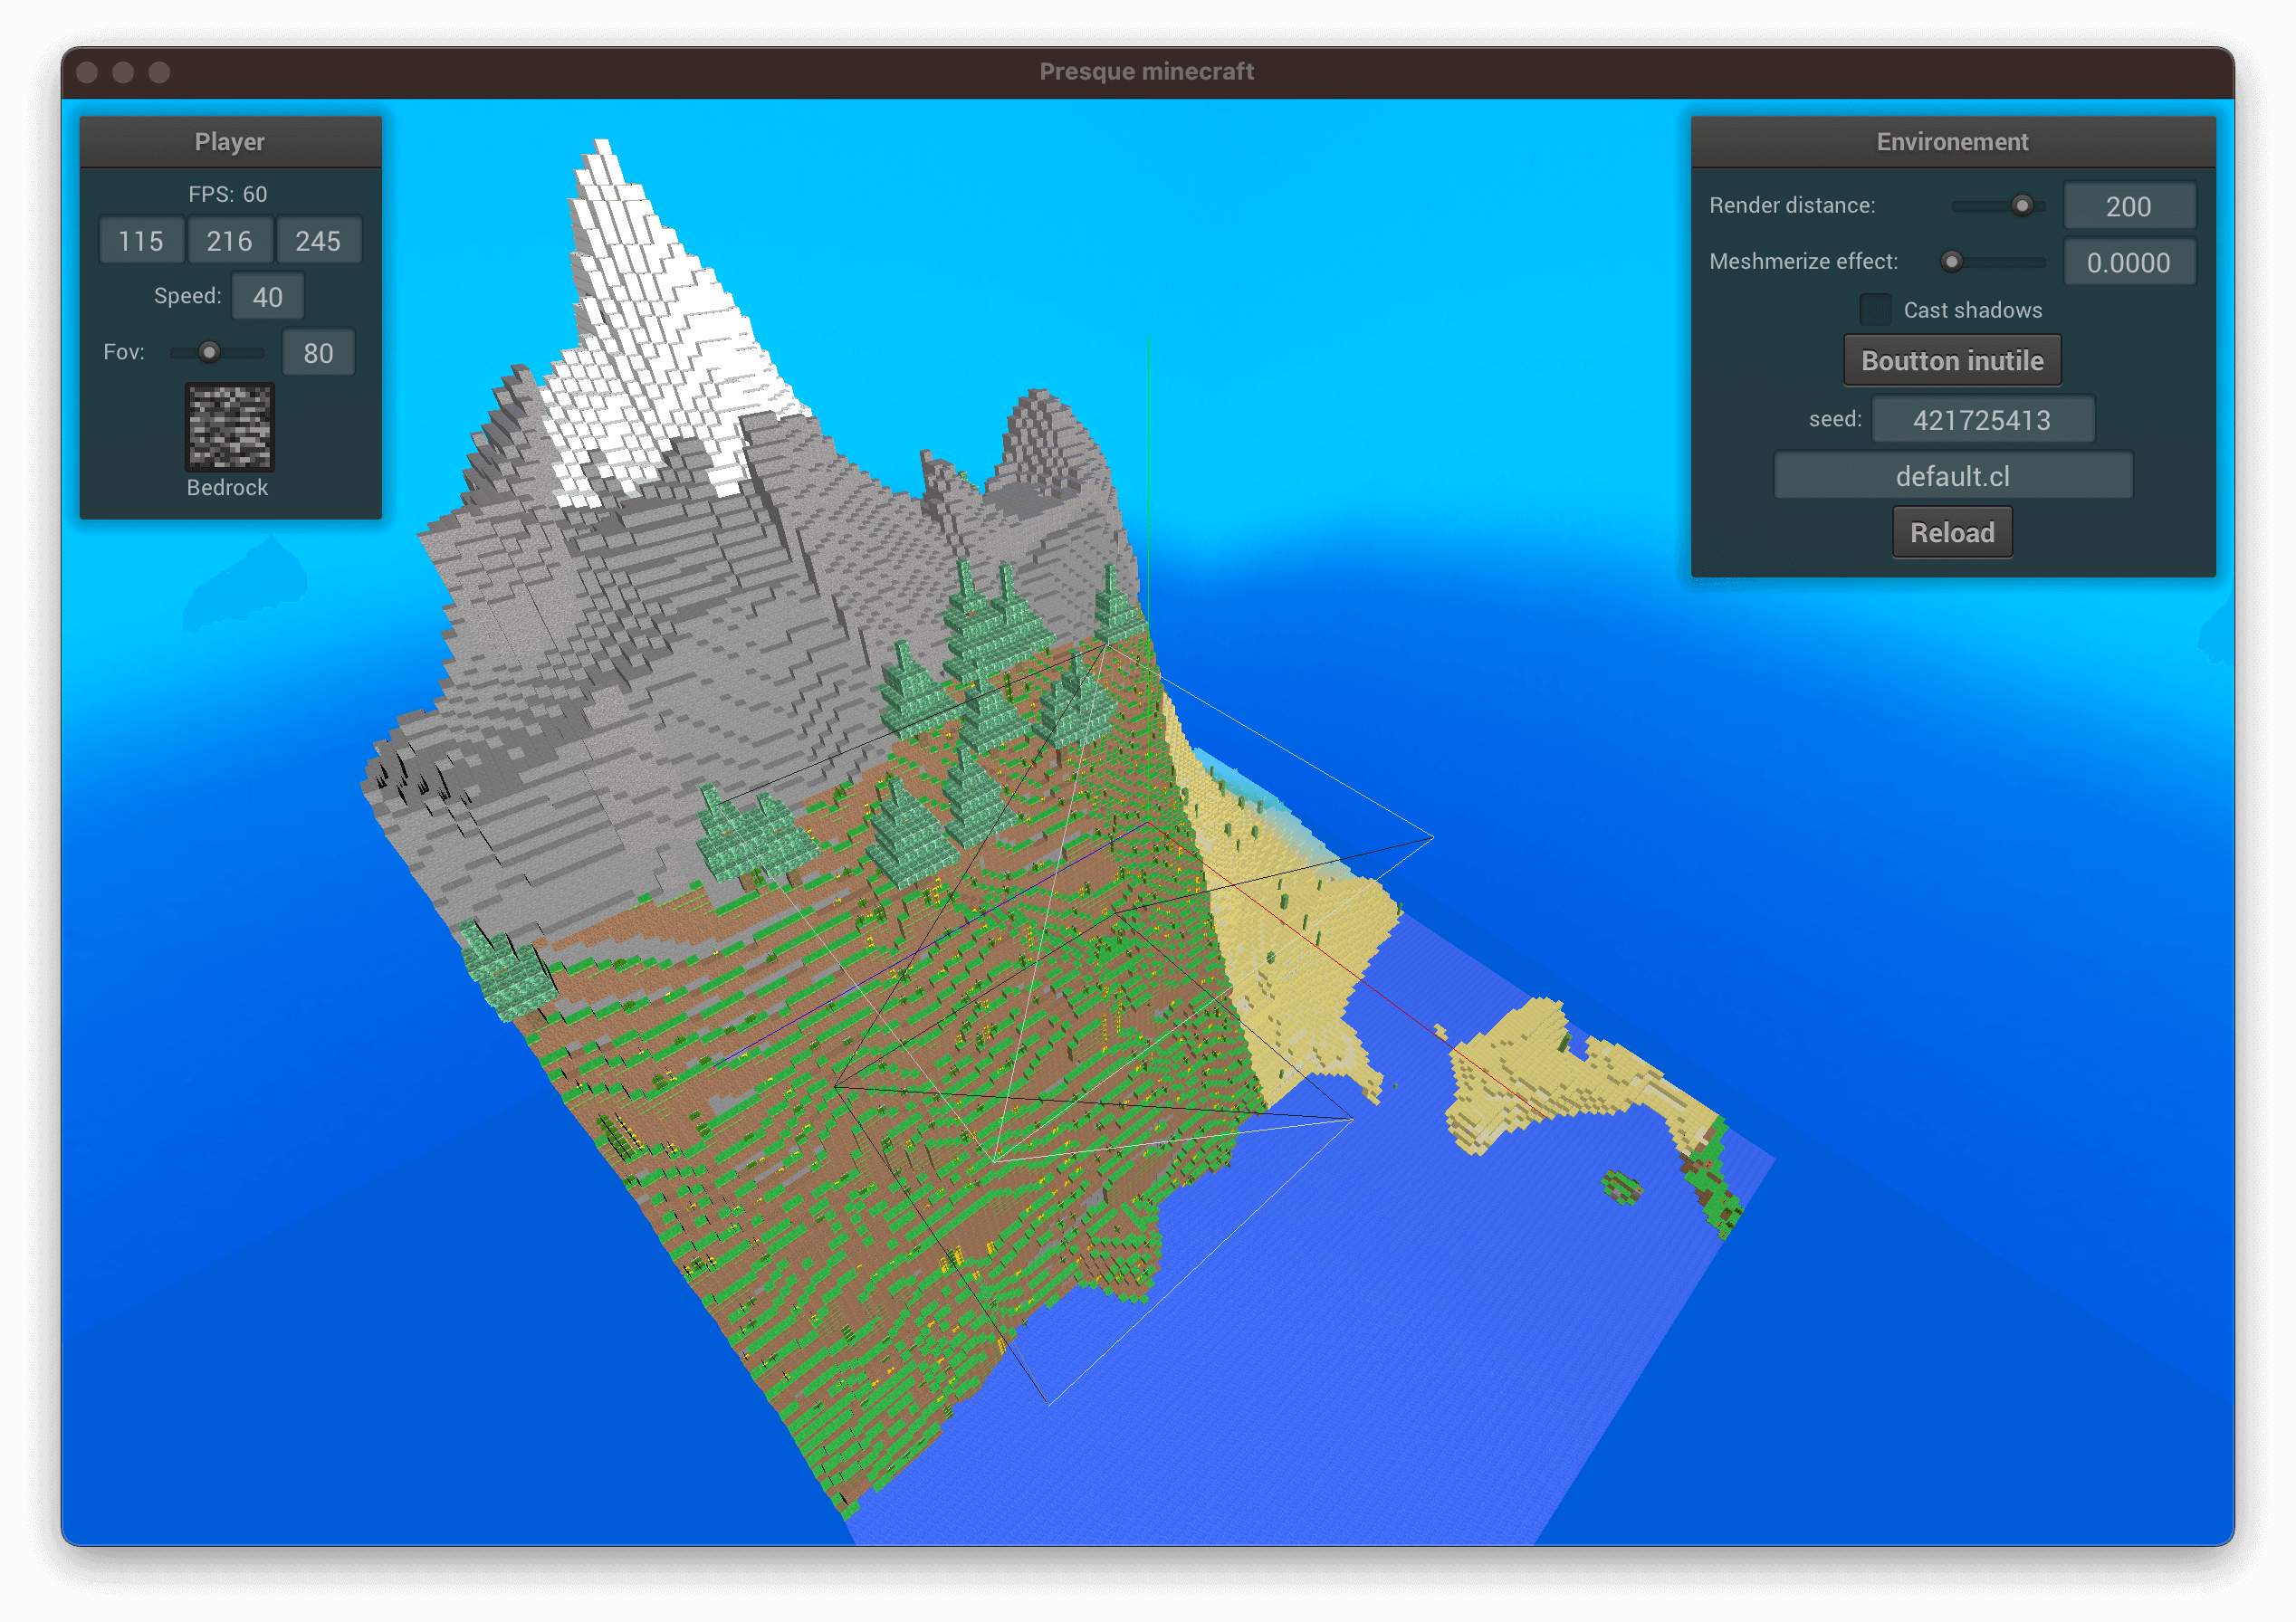 Presque minecraft
Player
FPS: 60
115 216 245
Speed: 40
Fov: 80
Bedrock
Environement
Render distance: 200
Meshmerize effect: 0.0000
Cast shadows
Boutton inutile
seed: 421725413
default.cl
Reload